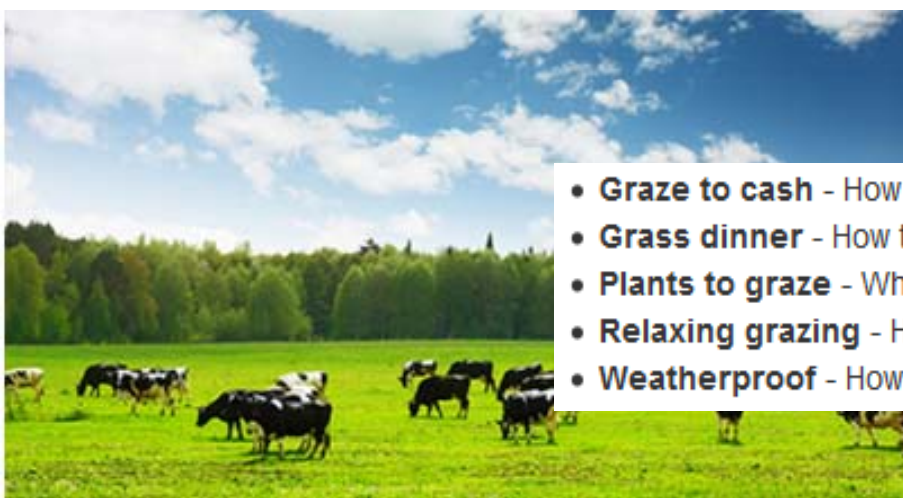 • Graze to cash - How
• Grass dinner - How
• Plants to graze -
• Relaxing grazing -
• Weatherproof - How